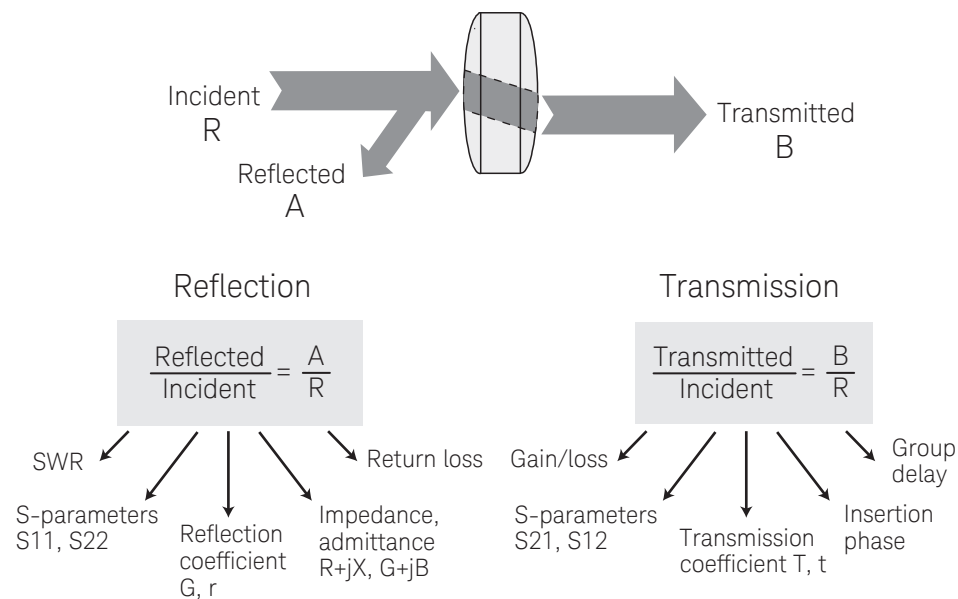 Incident
R
Reflected
A
Transmitted
B
Reflection
Transmission
Reflected
Incident
=
A
R
Transmitted
Incident
=
B
R
SWR
S-parameters
S11, S22
Reflection
coefficient
G, r
Impedance,
admittance
R+jX, G+jB
Return loss
Gain/loss
S-parameters
S21, S12
Transmission
coefficient T, t
Insertion
phase
Group
delay